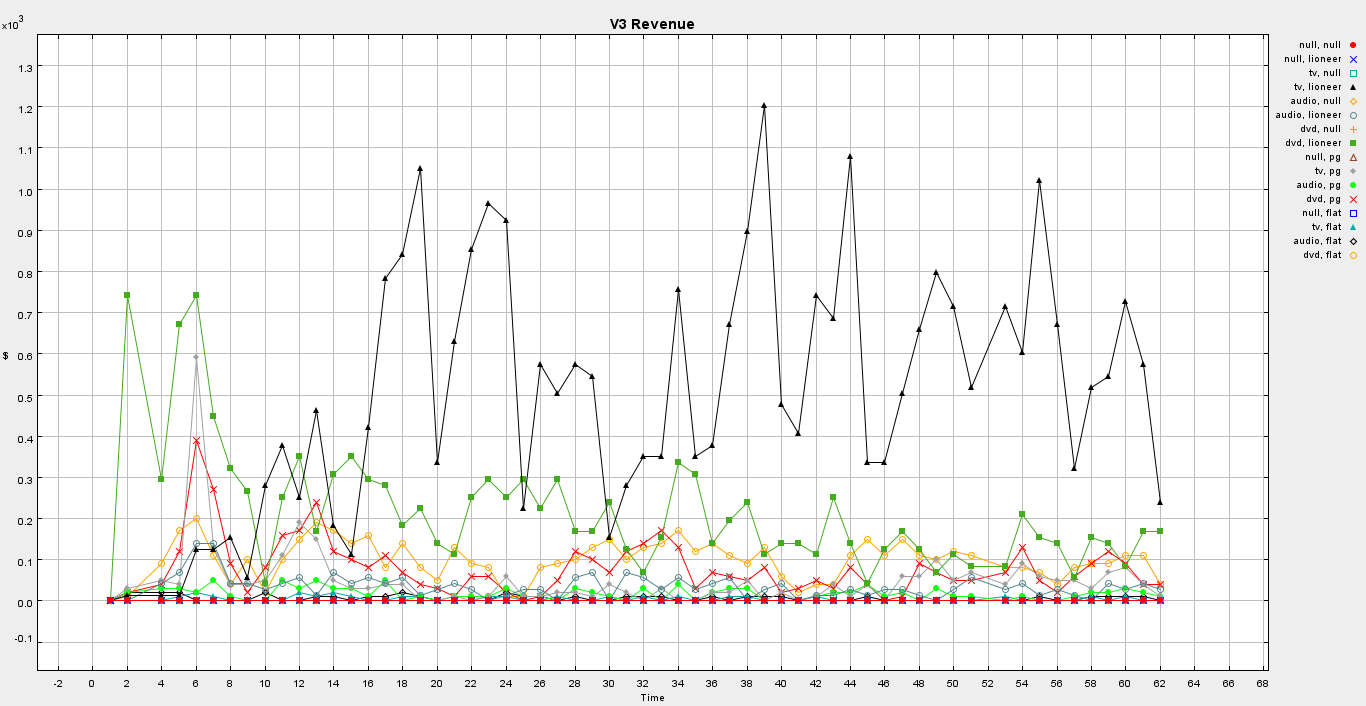 V3 Revenue
x10³
1.3
1.2
1.1
1.0
0.9
0.8
0.7
0.6
$
0.5
0.4
0.3
0.2
0.1
0.0
-0.1
-2 0 2 4 6 8 10 12 14 16 18 20 22 24 26 28 30 32 34 36 38 40 42 44 46 48 50 52 54 56 58 60 62 64 66 68
Time
null, null
null, lioneer
tv, null
tv, lioneer
audio, null
audio, lioneer
dvd, null
dvd, lioneer
null, pg
tv, pg
audio, pg
dvd, pg
null, flat
tv, flat
audio, flat
dvd, flat